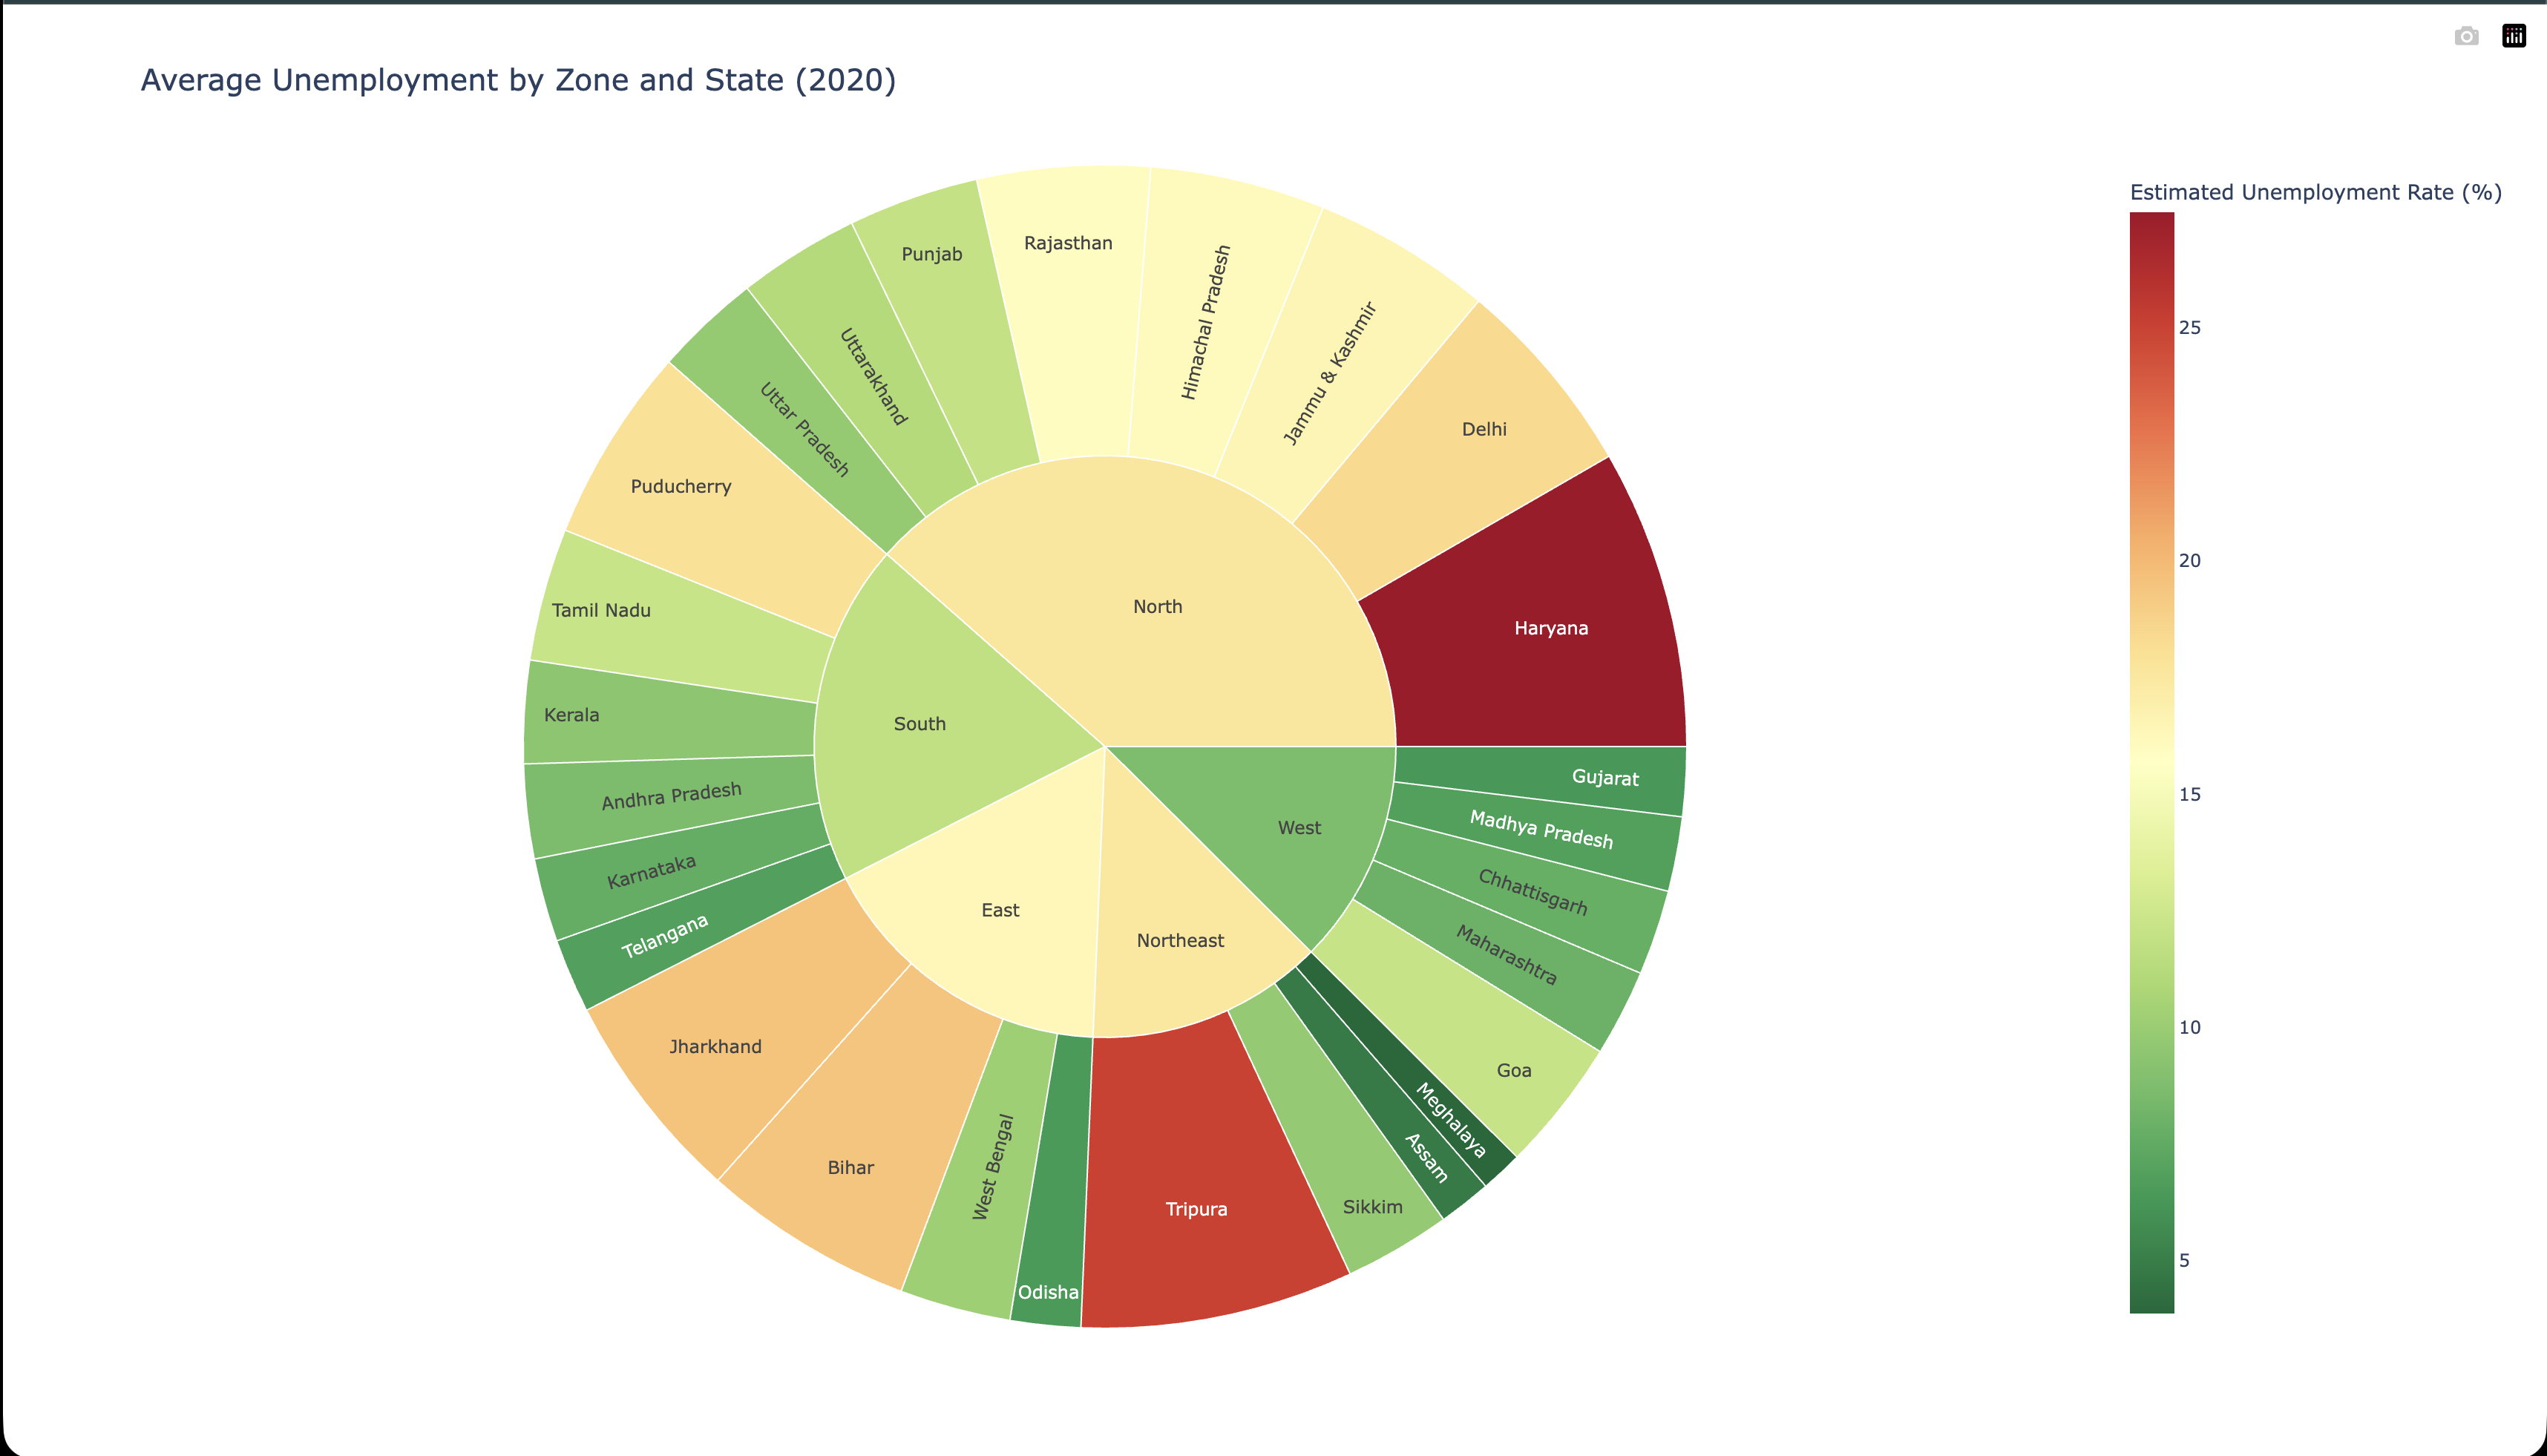 Average Unemployment by Zone and State (2020)
Estimated Unemployment Rate (%)
25
20
15
10
5
North
South
East
Northeast
West
Haryana
Delhi
Jammu & Kashmir
Himachal Pradesh
Rajasthan
Punjab
Uttarakhand
Uttar Pradesh
Puducherry
Tamil Nadu
Kerala
Andhra Pradesh
Karnataka
Telangana
Jharkhand
Bihar
West Bengal
Odisha
Tripura
Sikkim
Assam
Meghalaya
Goa
Maharashtra
Chhattisgarh
Madhya Pradesh
Gujarat